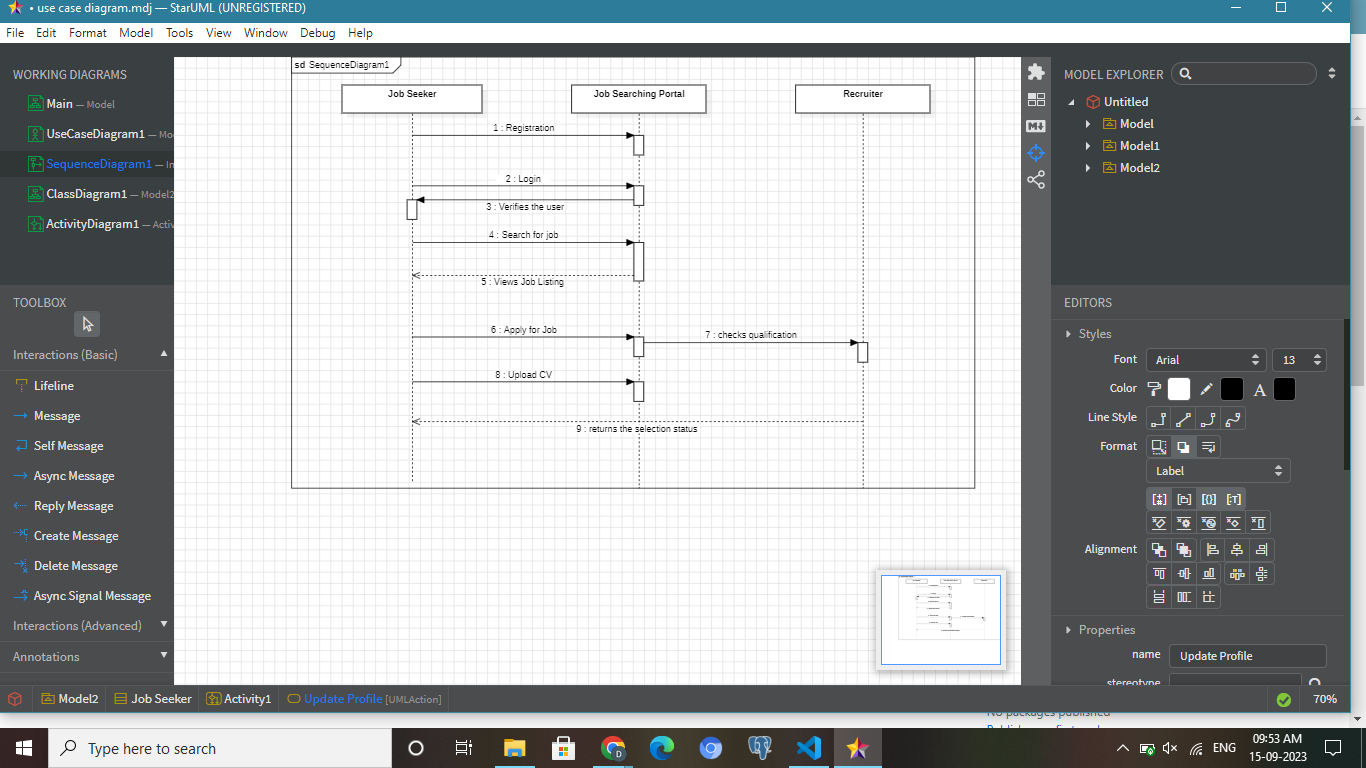 • use case diagram.mdj — StarUML (UNREGISTERED)
File Edit Format Model Tools View Window Debug Help
WORKING DIAGRAMS
Main — Model
UseCaseDiagram1 — Mo
SequenceDiagram1 — In
ClassDiagram1 — Model2
ActivityDiagram1 — Activ
TOOLBOX
Interactions (Basic)
Lifeline
Message
Self Message
Async Message
Reply Message
Create Message
Delete Message
Async Signal Message
Interactions (Advanced)
Annotations
sd SequenceDiagram1
Job Seeker
Job Searching Portal
Recruiter
1 : Registration
2 : Login
3 : Verifies the user
4 : Search for job
5 : Views Job Listing
6 : Apply for Job
7 : checks qualification
8 : Upload CV
9 : returns the selection status
MODEL EXPLORER
Untitled
Model
Model1
Model2
EDITORS
Styles
Font Arial 13
Color A
Line Style
Format
Label
Alignment
Properties
name Update Profile
stereotype
Model2 Job Seeker Activity1 Update Profile [UMLAction]
70%
No packages published
Type here to search
ENG
09:53 AM
15-09-2023